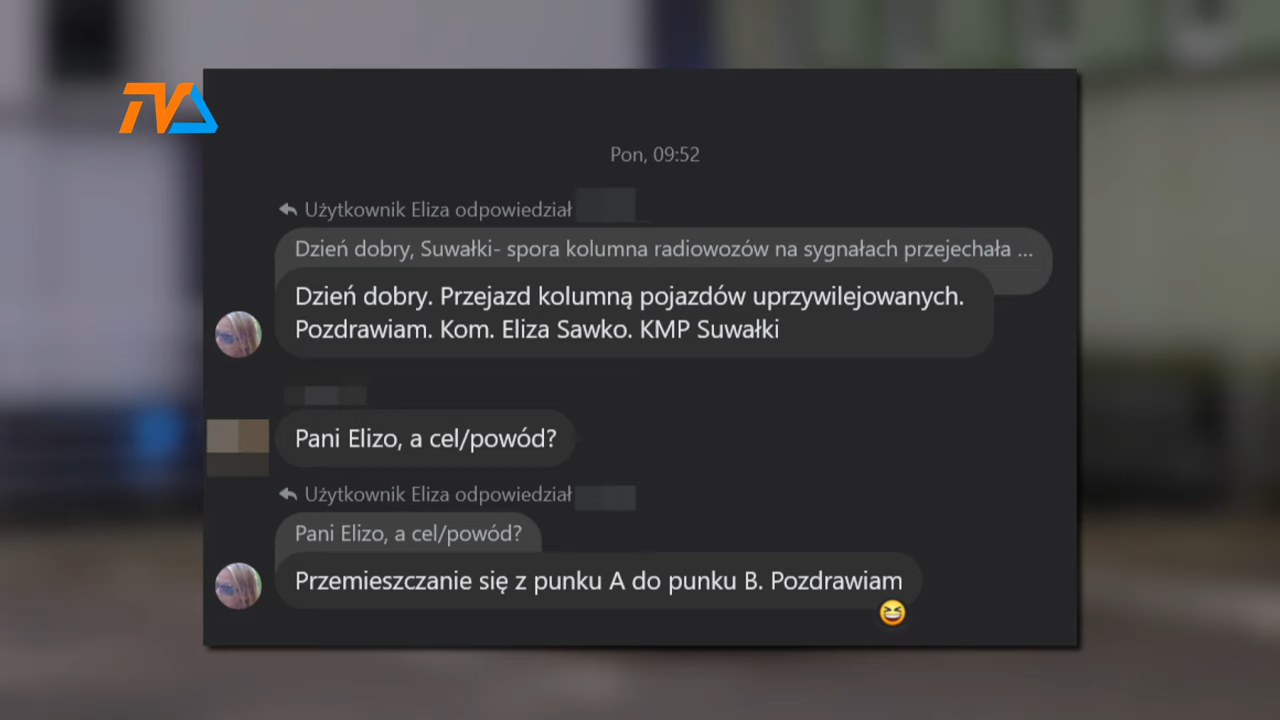 TVA
Pon, 09:52
Użytkownik Eliza odpowiedział
Dzień dobry, Suwałki- spora kolumna radiowozów na sygnałach przejechała ...
Dzień dobry. Przejazd kolumną pojazdów uprzywilejowanych.
Pozdrawiam. Kom. Eliza Sawko. KMP Suwałki
Pani Elizo, a cel/powód?
Użytkownik Eliza odpowiedział
Pani Elizo, a cel/powód?
Przemieszczanie się z punku A do punku B. Pozdrawiam